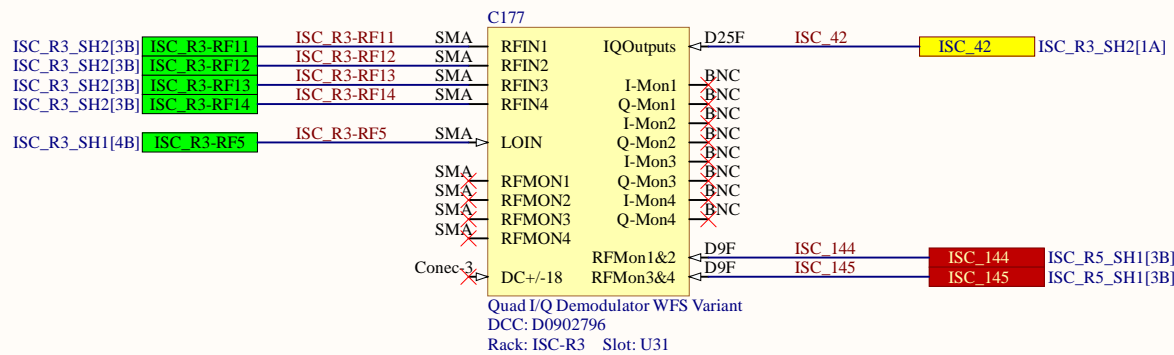 C177
ISC_R3_SH2[3B] ISC_R3-RF11 ISC_R3-RF11 SMA RFIN1 IQOutputs D25F ISC_42 ISC_42 ISC_R3_SH2[1A]
ISC_R3_SH2[3B] ISC_R3-RF12 ISC_R3-RF12 SMA RFIN2
ISC_R3_SH2[3B] ISC_R3-RF13 ISC_R3-RF13 SMA RFIN3 I-Mon1 BNC
ISC_R3_SH2[3B] ISC_R3-RF14 ISC_R3-RF14 SMA RFIN4 Q-Mon1 BNC
I-Mon2 BNC
ISC_R3_SH1[4B] ISC_R3-RF5 ISC_R3-RF5 SMA LOIN Q-Mon2 BNC
I-Mon3 BNC
SMA RFMON1 Q-Mon3 BNC
SMA RFMON2 I-Mon4 BNC
SMA RFMON3 Q-Mon4 BNC
SMA RFMON4
RFMon1&2 D9F ISC_144 ISC_144 ISC_R5_SH1[3B]
Conec-3 DC+/-18 RFMon3&4 D9F ISC_145 ISC_145 ISC_R5_SH1[3B]
Quad I/Q Demodulator WFS Variant
DCC: D0902796
Rack: ISC-R3 Slot: U31